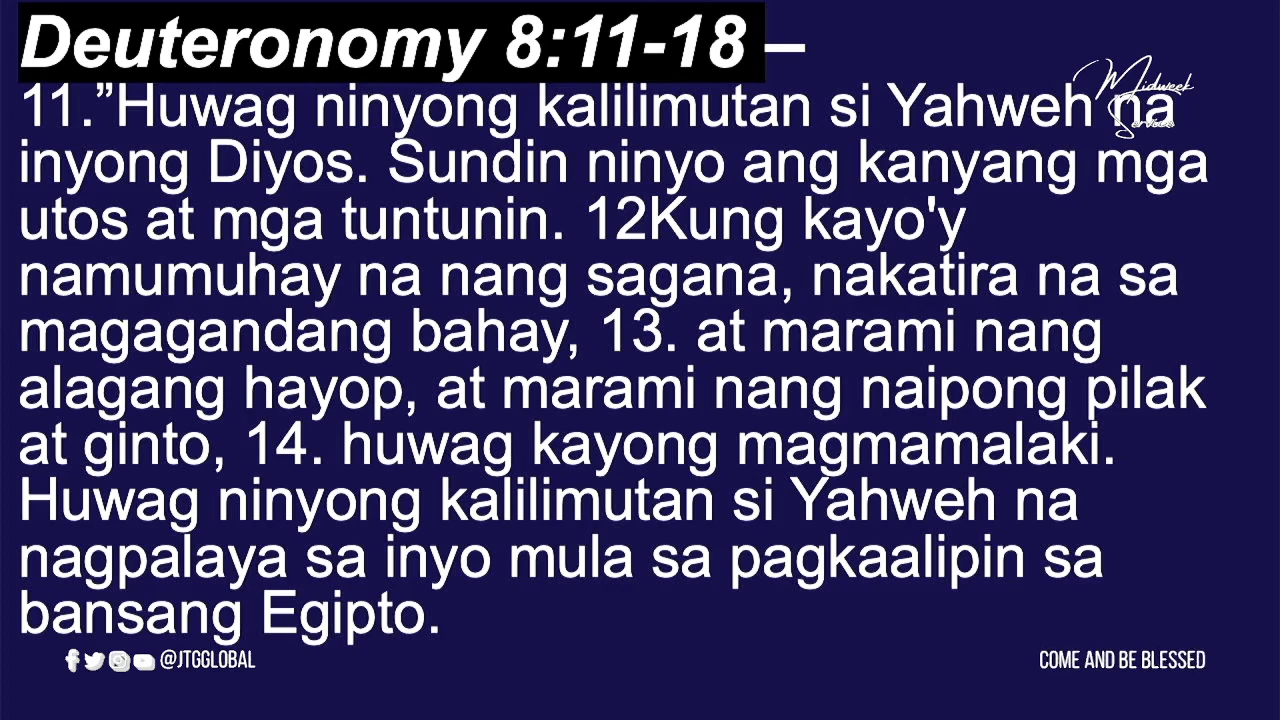 Deuteronomy 8:11-18 –
11.”Huwag ninyong kalilimutan si Yahweh na
inyong Diyos. Sundin ninyo ang kanyang mga
utos at mga tuntunin. 12Kung kayo'y
namumuhay na nang sagana, nakatira na sa
magagandang bahay, 13. at marami nang
alagang hayop, at marami nang naipong pilak
at ginto, 14. huwag kayong magmamalaki.
Huwag ninyong kalilimutan si Yahweh na
nagpalaya sa inyo mula sa pagkaalipin sa
bansang Egipto.
Midweek
Services
@JTGGLOBAL
COME AND BE BLESSED